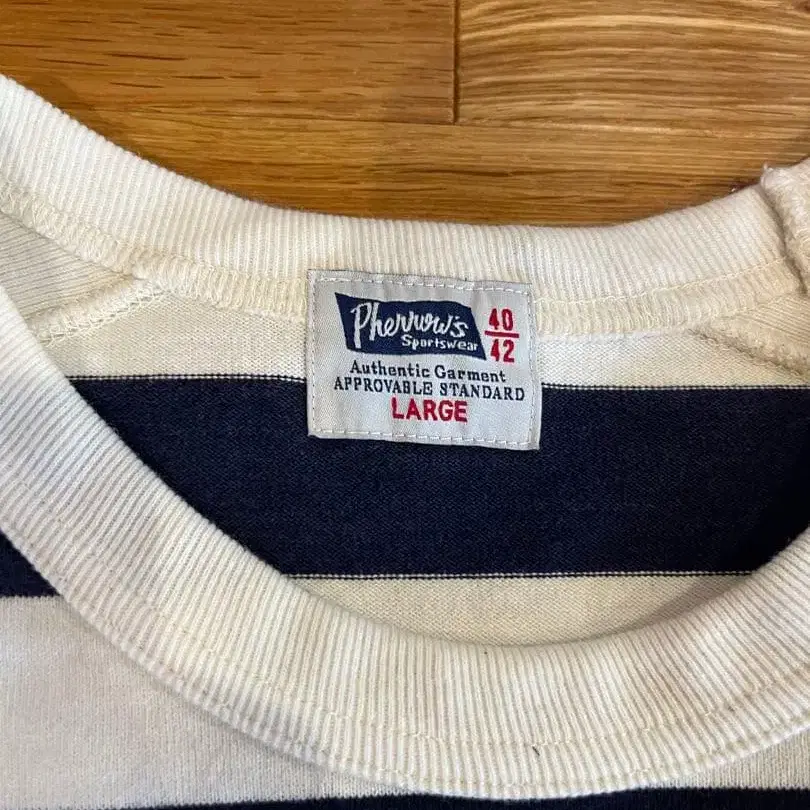 Pherrow's
Sportswear
40
42
Authentic Garment
APPROVABLE STANDARD
LARGE